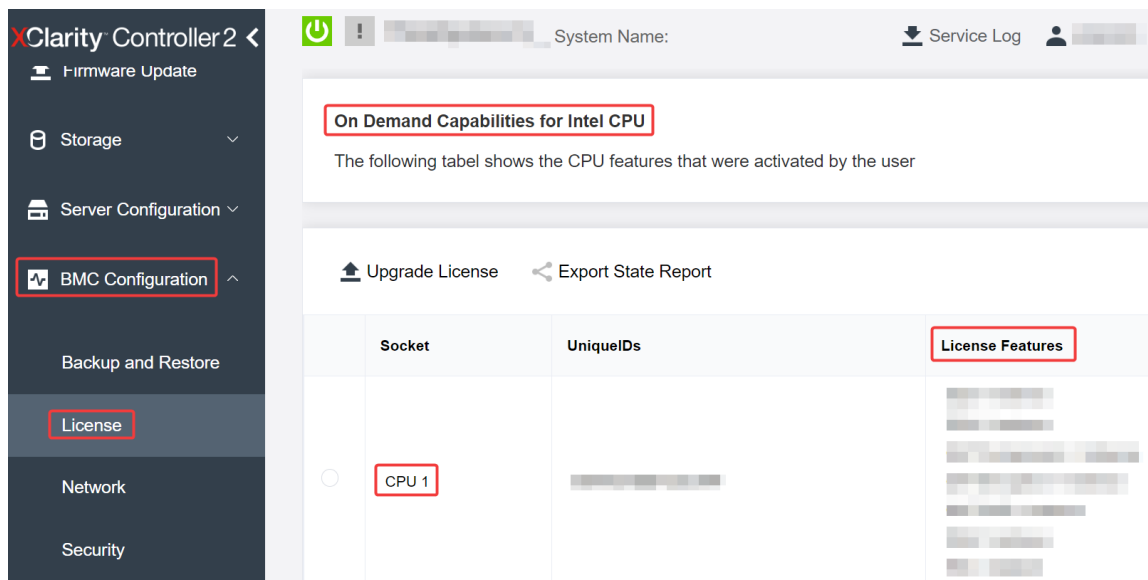 XClarity Controller 2
Firmware Update
Storage
Server Configuration
BMC Configuration
Backup and Restore
License
Network
Security
System Name:
Service Log
On Demand Capabilities for Intel CPU
The following tabel shows the CPU features that were activated by the user
Upgrade License
Export State Report
Socket
UniqueIDs
License Features
CPU 1